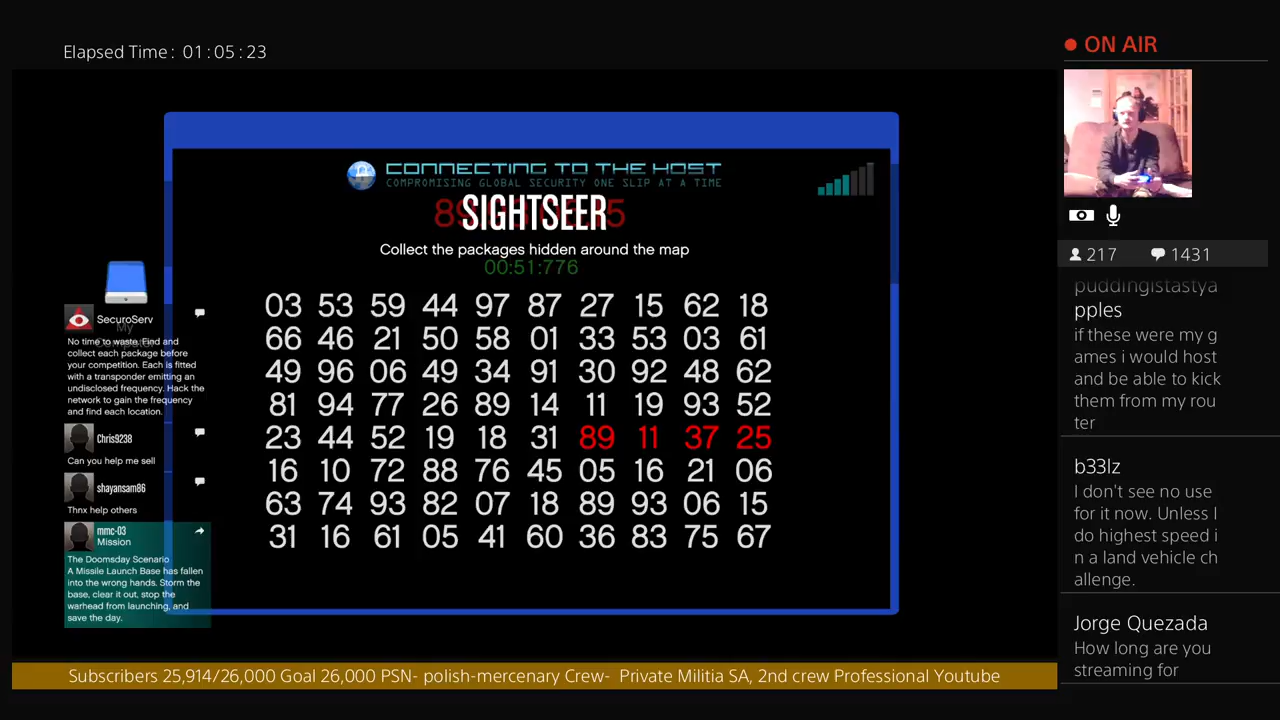 Elapsed Time: 01:05:23
ON AIR
CONNECTING TO THE HOST
COMPROMISING GLOBAL SECURITY ONE SLIP AT A TIME
SIGHTSEER
Collect the packages hidden around the map
00:51:776
03 53 59 44 97 87 27 15 62 18
66 46 21 50 58 01 33 53 03 61
49 96 06 49 34 91 30 92 48 62
81 94 77 26 89 14 11 19 93 52
23 44 52 19 18 31 89 11 37 25
16 10 72 88 76 45 05 16 21 06
63 74 93 82 07 18 89 93 06 15
31 16 61 05 41 60 36 83 75 67
SecuroServ
My
No time to waste. Find and
collect each package before
your competition. Each is fitted
with a transponder emitting an
undisclosed frequency. Hack the
network to gain the frequency
and find each location.
Chris9238
Can you help me sell
shayansam86
Thnx help others
mmc-03
Mission
The Doomsday Scenario
A Missile Launch Base has fallen
into the wrong hands. Storm the
base, clear it out, stop the
warhead from launching, and
save the day.
217 1431
puddingistastya
pples
if these were my g
ames i would host
and be able to kick
them from my rou
ter
b33lz
I don't see no use
for it now. Unless I
do highest speed i
n a land vehicle ch
allenge.
Jorge Quezada
How long are you
streaming for
Subscribers 25,914/26,000 Goal 26,000 PSN- polish-mercenary Crew- Private Militia SA, 2nd crew Professional Youtube